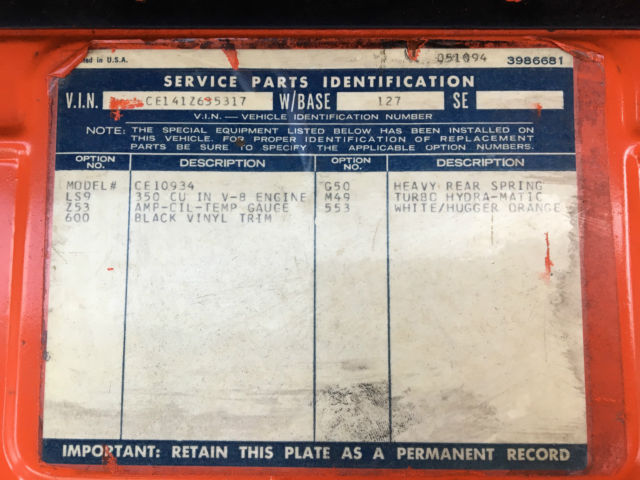 in U.S.A. 051094 3986681
SERVICE PARTS IDENTIFICATION
V.I.N. CE141Z635317 W/BASE 127 SE
V.I.N. — VEHICLE IDENTIFICATION NUMBER
NOTE: THE SPECIAL EQUIPMENT LISTED BELOW HAS BEEN INSTALLED ON
THIS VEHICLE. FOR PROPER IDENTIFICATION OF REPLACEMENT
PARTS BE SURE TO SPECIFY THE APPLICABLE OPTION NUMBERS.
OPTION NO. DESCRIPTION OPTION NO. DESCRIPTION
MODEL# CE10934 G50 HEAVY REAR SPRING
LS9 350 CU IN V-8 ENGINE M49 TURBO HYDRA-MATIC
Z53 AMP-OIL-TEMP GAUGE 553 WHITE/HUGGER ORANGE
600 BLACK VINYL TRIM
IMPORTANT: RETAIN THIS PLATE AS A PERMANENT RECORD